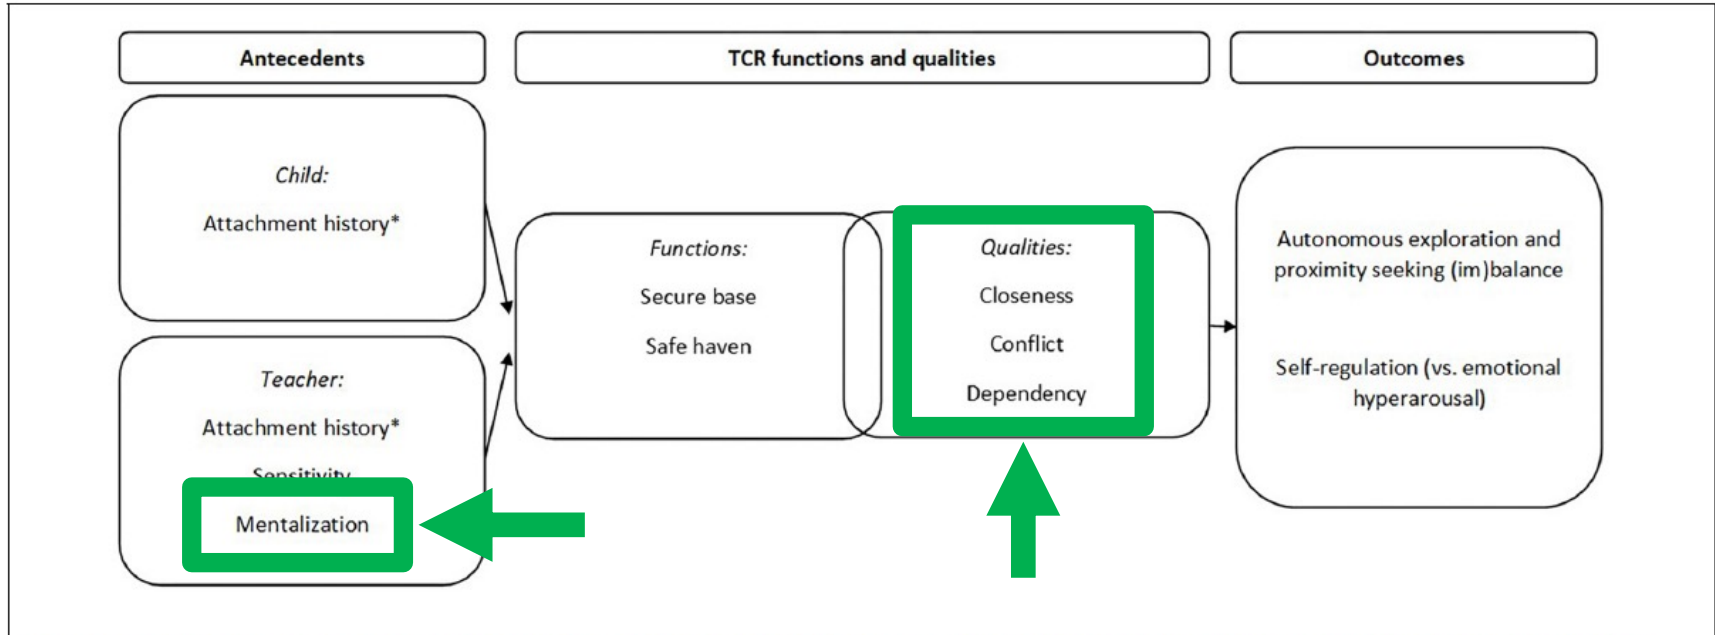 Antecedents
TCR functions and qualities
Outcomes
Child:
Attachment history*
Teacher:
Attachment history*
Sensitivity
Mentalization
Functions:
Secure base
Safe haven
Qualities:
Closeness
Conflict
Dependency
Autonomous exploration and
proximity seeking (im)balance
Self-regulation (vs. emotional
hyperarousal)